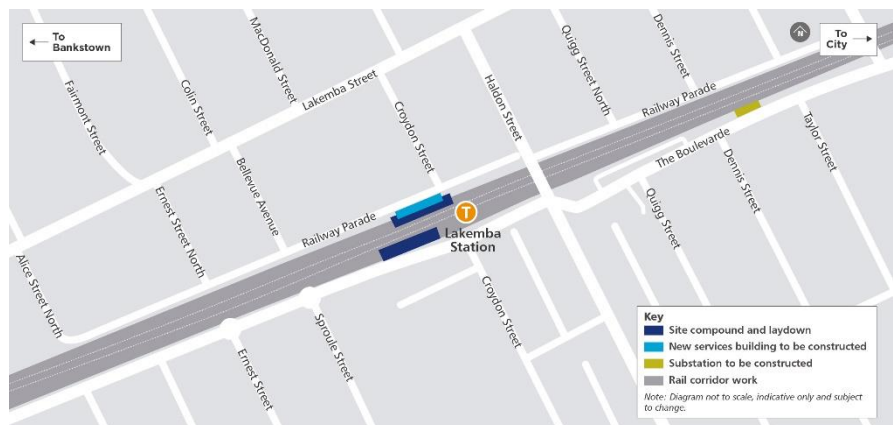 To
Bankstown
N
To
City
Fairmont Street
Colin Street
MacDonald Street
Lakemba Street
Croydon Street
Haldon Street
Quigg Street North
Dennis Street
Railway Parade
The Boulevarde
Taylor Street
Dennis Street
Quigg Street
Bellevue Avenue
Ernest Street North
Railway Parade
T
Lakemba
Station
Alice Street North
Croydon Street
Sproule Street
Ernest Street
Key
Site compound and laydown
New services building to be constructed
Substation to be constructed
Rail corridor work
Note: Diagram not to scale, indicative only and subject
to change.